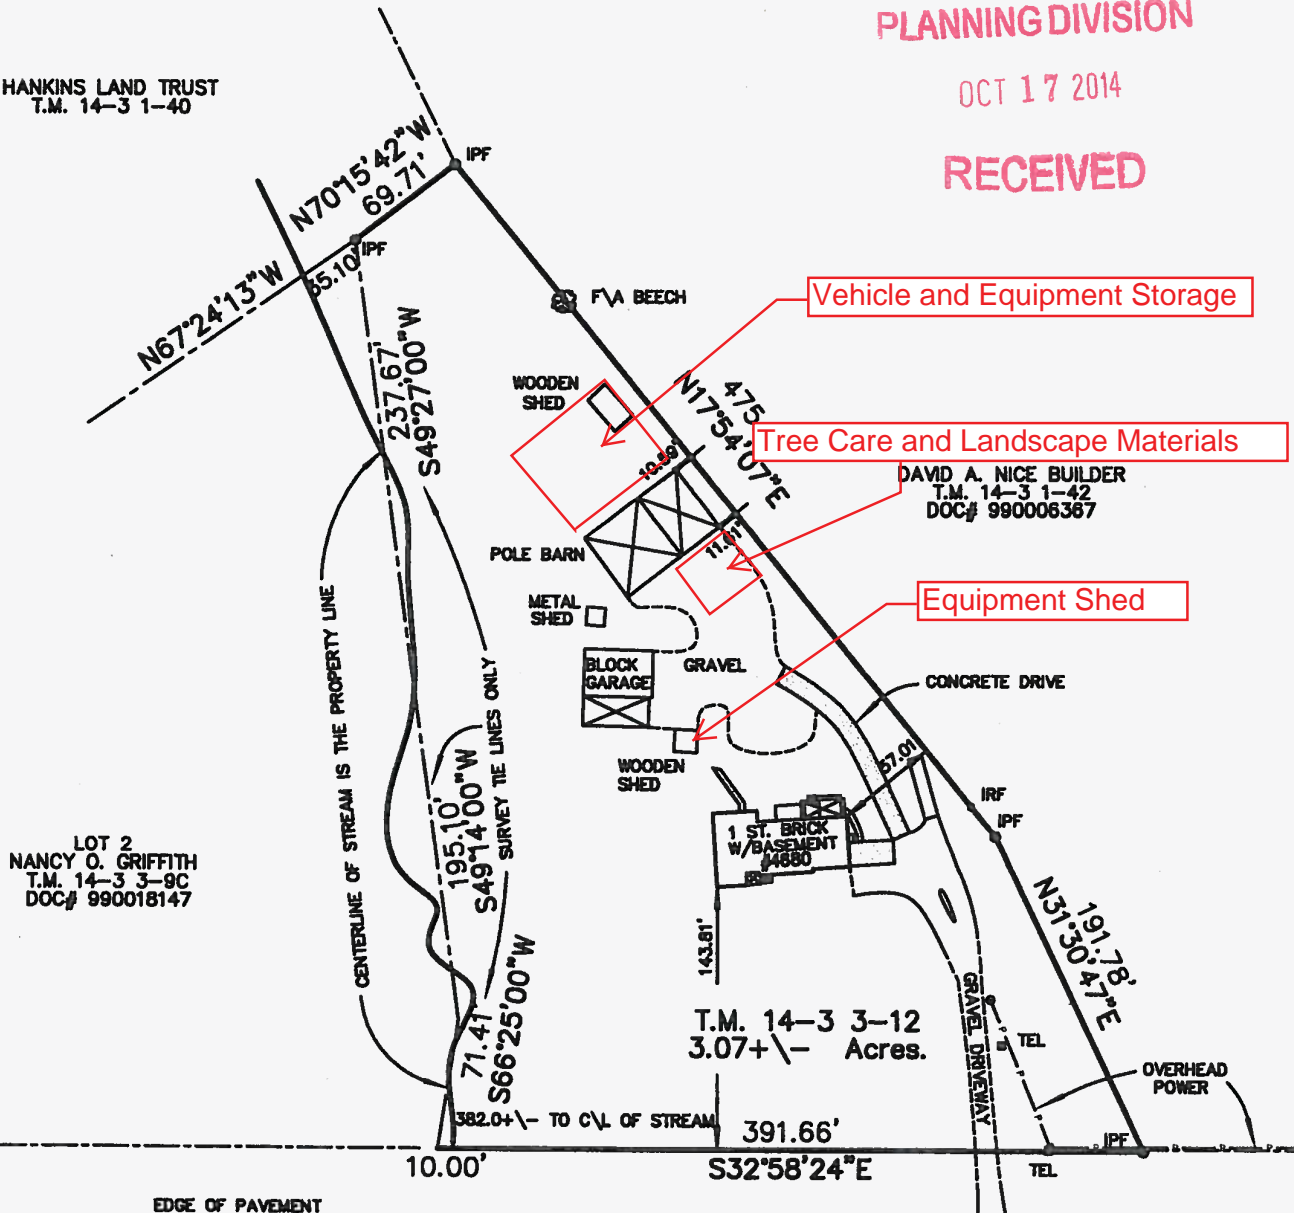 PLANNING DIVISION
OCT 17 2014
RECEIVED
HANKINS LAND TRUST
T.M. 14-3 1-40
N70°15'42"W
69.71'
IPF
IPF
35.10'
N67°24'13"W
F\A BEECH
Vehicle and Equipment Storage
237.67'
S49°27'00"W
WOODEN
SHED
475
N17°54'07"E
Tree Care and Landscape Materials
DAVID A. NICE BUILDER
T.M. 14-3 1-42
DOC# 990006367
11.61'
POLE BARN
Equipment Shed
METAL
SHED
BLOCK
GARAGE
GRAVEL
CONCRETE DRIVE
CENTERLINE OF STREAM IS THE PROPERTY LINE
SURVEY TIE LINES ONLY
195.10'
S49°14'00"W
WOODEN
SHED
57.01
IRF
IPF
1 ST. BRICK
W/BASEMENT
#4680
LOT 2
NANCY O. GRIFFITH
T.M. 14-3 3-9C
DOC# 990018147
143.81'
191.78'
N31°30'47"E
71.41'
S66°25'00"W
T.M. 14-3 3-12
3.07+\- Acres.
GRAVEL DRIVEWAY
TEL
OVERHEAD
POWER
382.0+\- TO C\L OF STREAM
391.66'
S32°58'24"E
IPF
TEL
10.00'
EDGE OF PAVEMENT